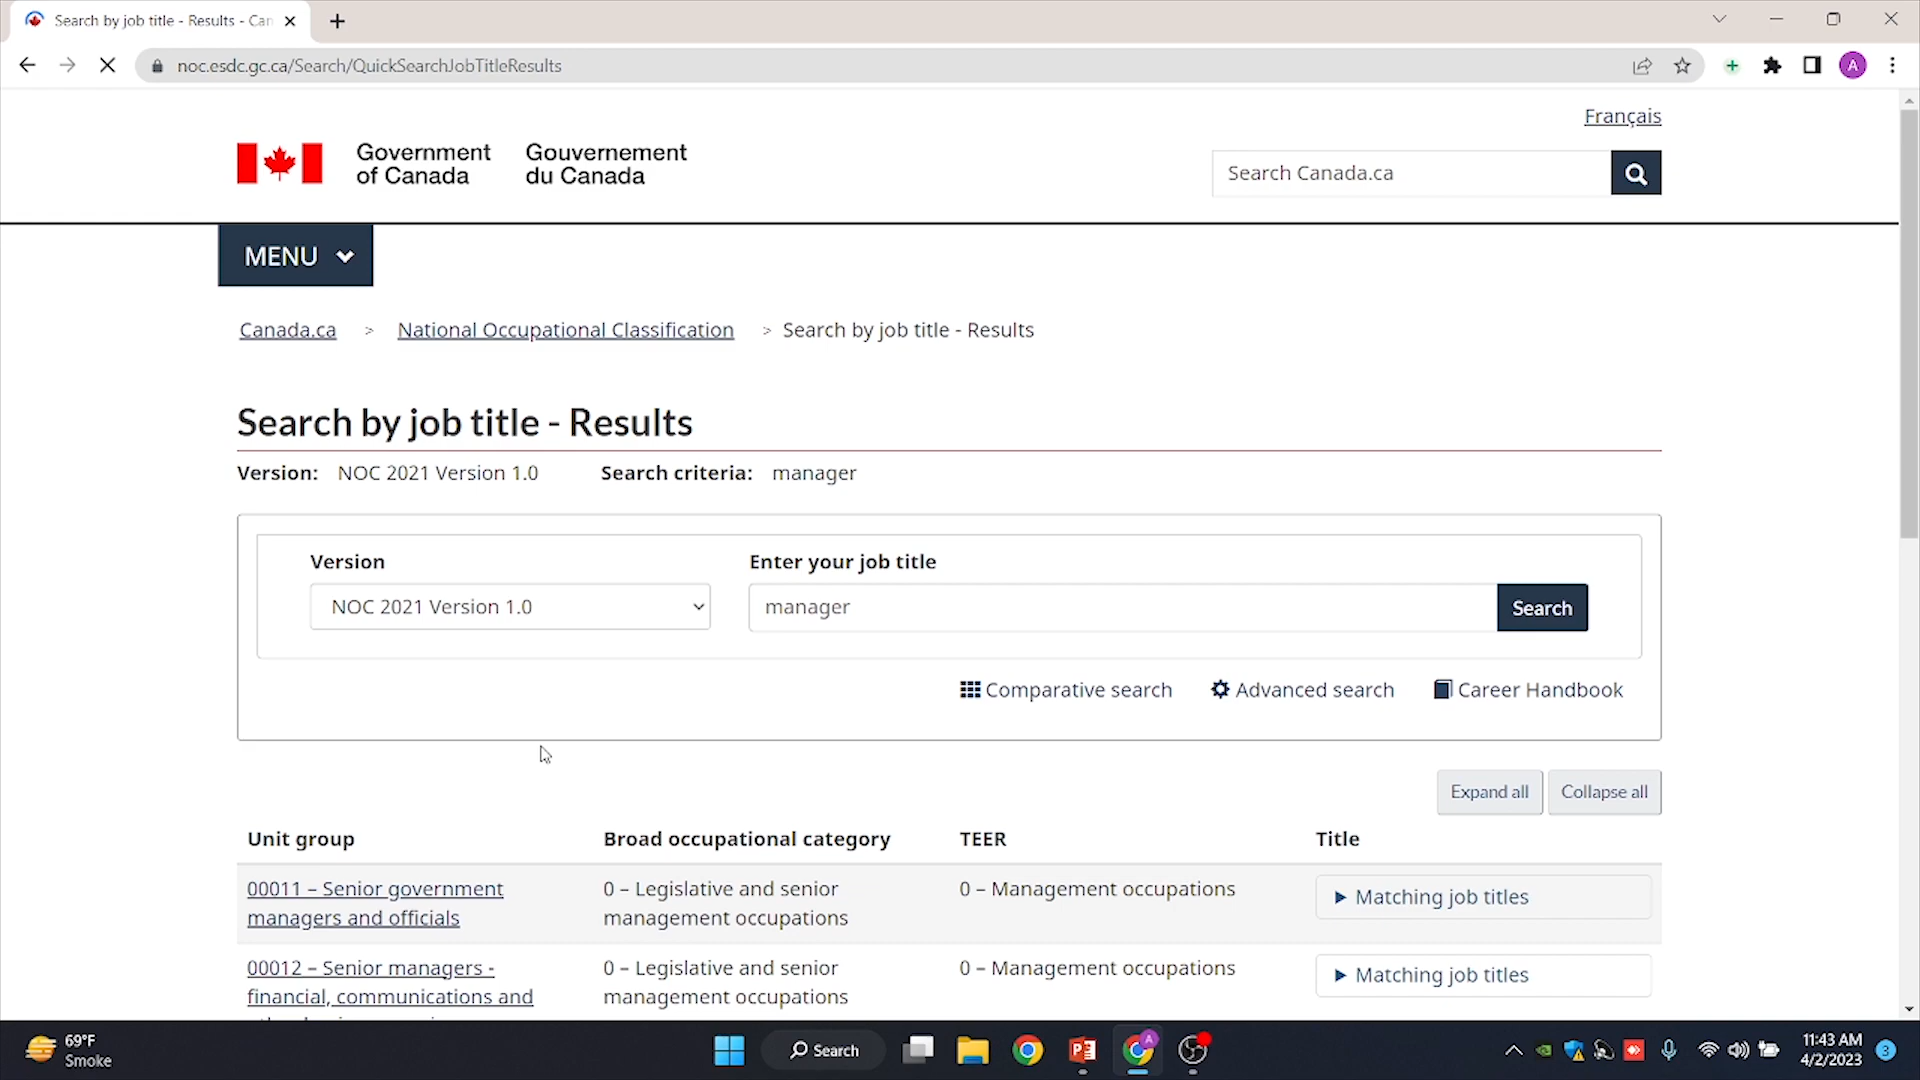 Search by job title - Results - Can
noc.esdc.gc.ca/Search/QuickSearchJobTitleResults
A
Français
Government of Canada
Gouvernement du Canada
Search Canada.ca
MENU
Canada.ca > National Occupational Classification > Search by job title - Results
Search by job title - Results
Version: NOC 2021 Version 1.0 Search criteria: manager
Version
Enter your job title
NOC 2021 Version 1.0
manager
Search
Comparative search
Advanced search
Career Handbook
Expand all
Collapse all
Unit group
Broad occupational category
TEER
Title
00011 – Senior government
managers and officials
0 – Legislative and senior
management occupations
0 – Management occupations
Matching job titles
00012 – Senior managers -
financial, communications and
0 – Legislative and senior
management occupations
0 – Management occupations
Matching job titles
69°F
Smoke
Search
A
11:43 AM
4/2/2023
3